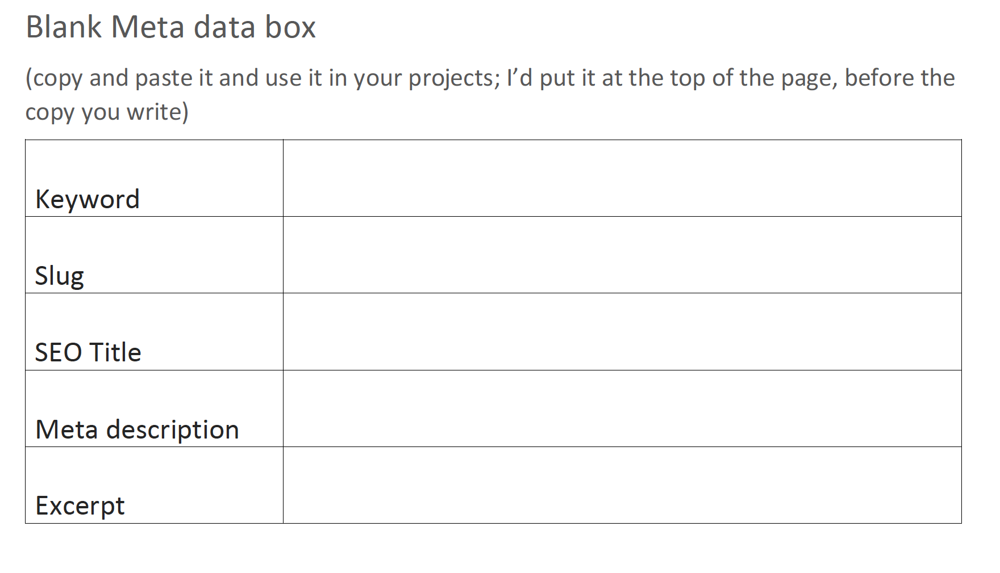 Blank Meta data box
(copy and paste it and use it in your projects; I’d put it at the top of the page, before the
copy you write)
Keyword
Slug
SEO Title
Meta description
Excerpt